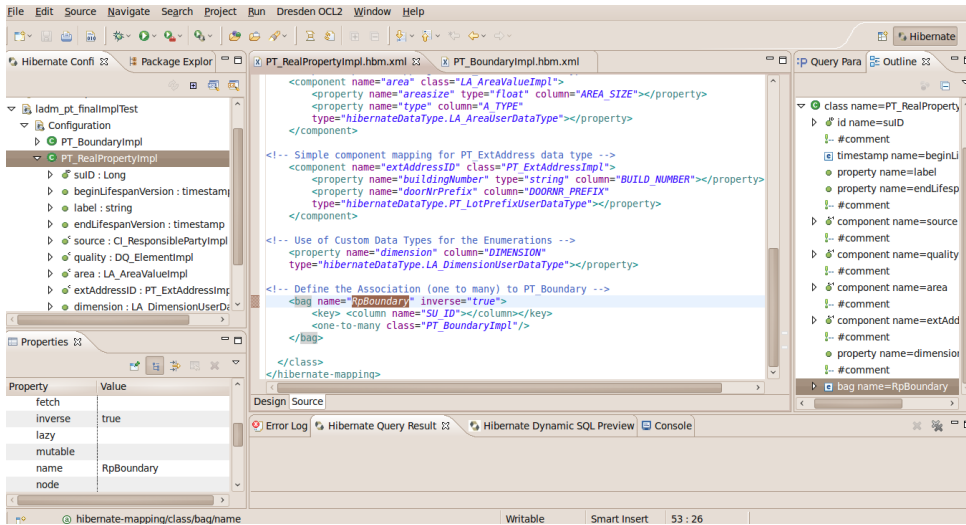 File Edit Source Navigate Search Project Run Dresden OCL2 Window Help
Hibernate
Hibernate Confi
Package Explor
ladm_pt_finalImplTest
Configuration
PT_BoundaryImpl
PT_RealPropertyImpl
suID : Long
beginLifespanVersion : timestamp
label : string
endLifespanVersion : timestamp
source : CI_ResponsiblePartyImpl
quality : DQ_ElementImpl
area : LA_AreaValueImpl
extAddressID : PT_ExtAddressImp
dimension : LA_DimensionUserDa
Properties
Property Value
fetch
inverse true
lazy
mutable
name RpBoundary
node
PT_RealPropertyImpl.hbm.xml
PT_BoundaryImpl.hbm.xml
<component name="area" class="LA_AreaValueImpl">
<property name="areasize" type="float" column="AREA_SIZE"></property>
<property name="type" column="A_TYPE"
type="hibernateDataType.LA_AreaUserDataType"></property>
</component>
<!-- Simple component mapping for PT_ExtAddress data type -->
<component name="extAddressID" class="PT_ExtAddressImpl">
<property name="buildingNumber" type="string" column="BUILD_NUMBER"></property>
<property name="doorNrPrefix" column="DOORNR_PREFIX"
type="hibernateDataType.PT_LotPrefixUserDataType"></property>
</component>
<!-- Use of Custom Data Types for the Enumerations -->
<property name="dimension" column="DIMENSION"
type="hibernateDataType.LA_DimensionUserDataType"></property>
<!-- Define the Association (one to many) to PT_Boundary -->
<bag name="RpBoundary" inverse="true">
<key> <column name="SU_ID"></column></key>
<one-to-many class="PT_BoundaryImpl"/>
</bag>
</class>
</hibernate-mapping>
Design Source
Error Log
Hibernate Query Result
Hibernate Dynamic SQL Preview
Console
Query Para
Outline
class name=PT_RealProperty
id name=suID
#comment
timestamp name=beginLi
property name=label
property name=endLifesp
#comment
component name=source
#comment
component name=quality
#comment
component name=area
#comment
component name=extAdd
#comment
property name=dimension
#comment
bag name=RpBoundary
hibernate-mapping/class/bag/name
Writable
Smart Insert
53 : 26